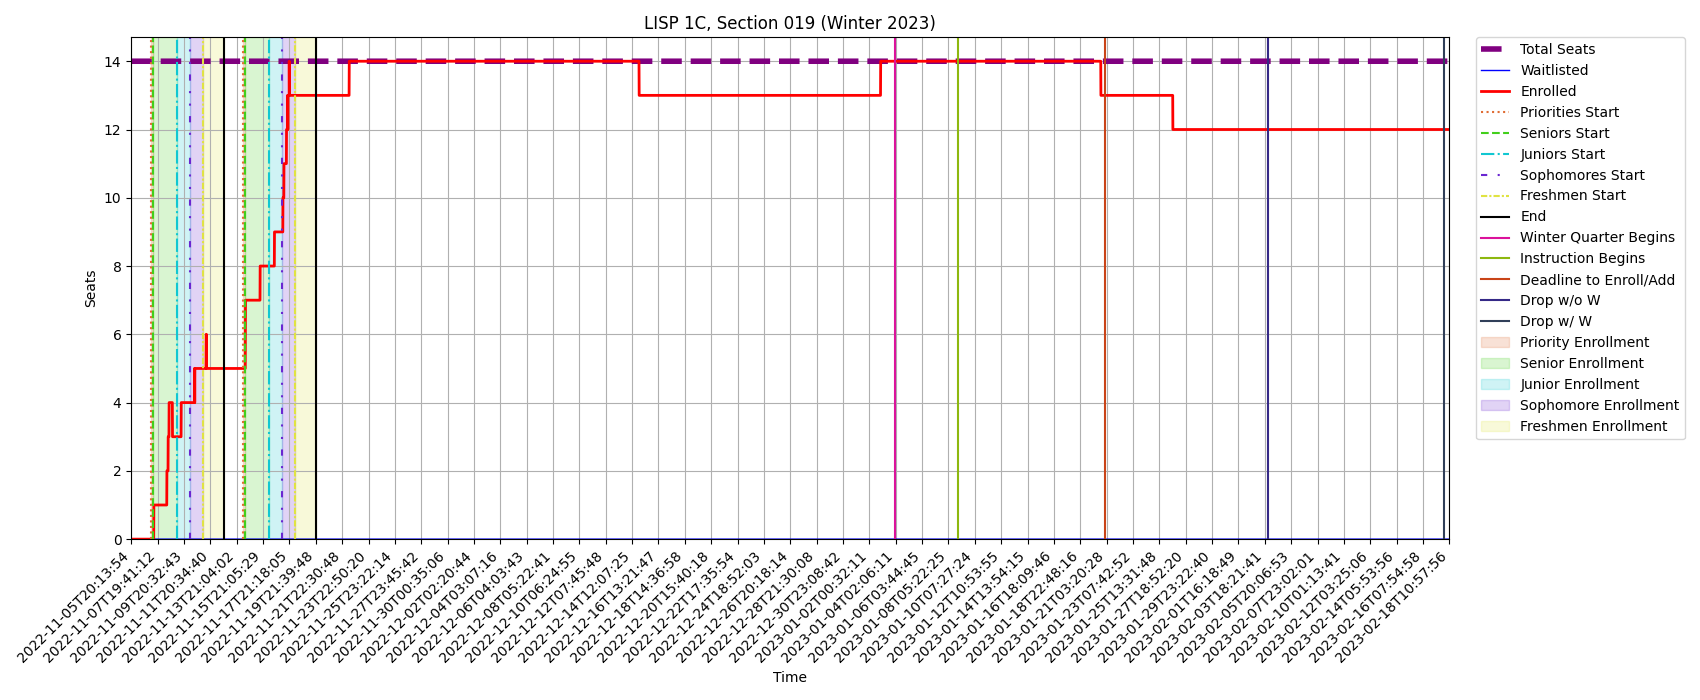 LISP 1C, Section 019 (Winter 2023)
Seats
14
12
10
8
6
4
2
0
2022-11-05T20:13:54
2022-11-07T19:41:12
2022-11-09T20:32:43
2022-11-11T20:34:40
2022-11-13T21:04:02
2022-11-15T21:05:29
2022-11-17T21:18:05
2022-11-19T21:39:48
2022-11-21T22:30:48
2022-11-23T22:50:20
2022-11-25T23:22:14
2022-11-27T23:45:42
2022-11-30T00:35:06
2022-12-02T02:20:44
2022-12-04T03:07:16
2022-12-06T04:03:43
2022-12-08T05:22:41
2022-12-10T06:24:55
2022-12-12T07:45:48
2022-12-14T12:07:25
2022-12-16T13:21:47
2022-12-18T14:36:58
2022-12-20T15:40:18
2022-12-22T17:35:54
2022-12-24T18:52:03
2022-12-26T20:18:14
2022-12-28T21:30:08
2022-12-30T23:08:42
2023-01-02T00:32:11
2023-01-04T02:06:11
2023-01-06T03:44:45
2023-01-08T05:22:25
2023-01-10T07:27:24
2023-01-12T10:53:55
2023-01-14T13:54:15
2023-01-16T18:09:46
2023-01-18T22:48:16
2023-01-21T03:20:28
2023-01-23T07:42:52
2023-01-25T13:31:48
2023-01-27T18:52:20
2023-01-29T23:22:40
2023-02-01T16:18:49
2023-02-03T18:21:41
2023-02-05T20:06:53
2023-02-07T23:02:01
2023-02-10T01:13:41
2023-02-12T03:25:06
2023-02-14T05:53:56
2023-02-16T07:54:58
2023-02-18T10:57:56
Time
Total Seats
Waitlisted
Enrolled
Priorities Start
Seniors Start
Juniors Start
Sophomores Start
Freshmen Start
End
Winter Quarter Begins
Instruction Begins
Deadline to Enroll/Add
Drop w/o W
Drop w/ W
Priority Enrollment
Senior Enrollment
Junior Enrollment
Sophomore Enrollment
Freshmen Enrollment